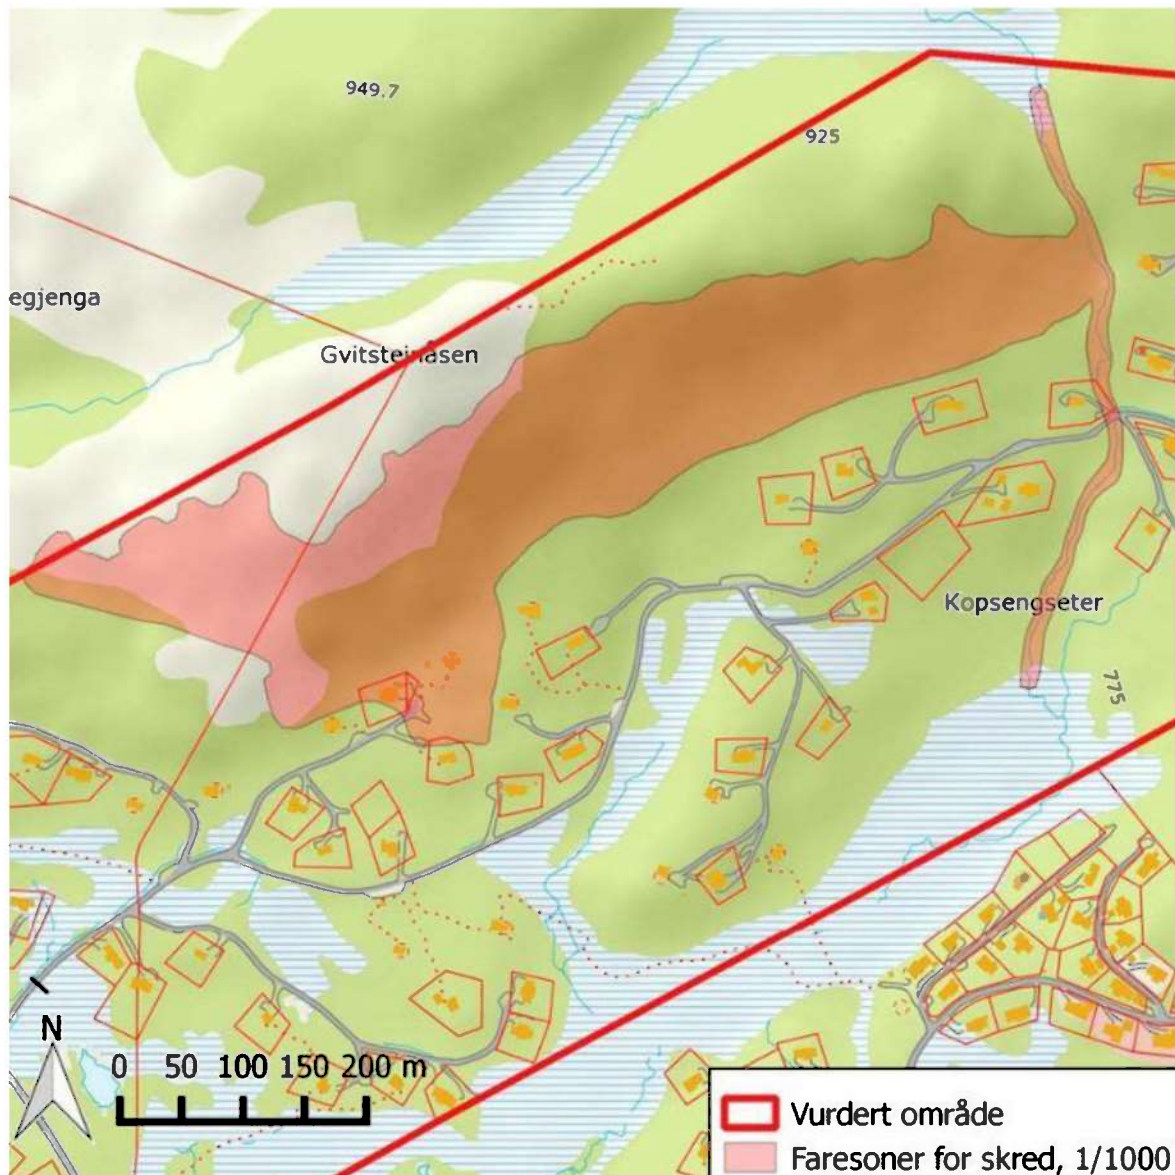 949.7
925
egjenga
Gvitsteinåsen
Kopsengseter
775
N
0 50 100 150 200 m
Vurdert område
Faresoner for skred, 1/1000